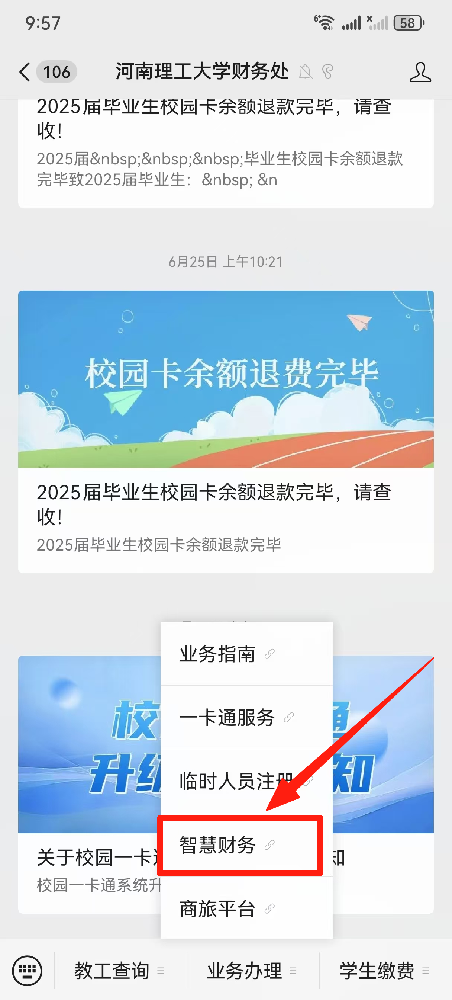 9:57
6+
58
106
河南理工大学财务处
2025届毕业生校园卡余额退款完毕，请查
收！
2025届&nbsp;&nbsp;&nbsp;毕业生校园卡余额退款
完毕致2025届毕业生： &nbsp; &n
6月25日 上午10:21
校园卡余额退费完毕
2025届毕业生校园卡余额退款完毕，请查
收！
2025届毕业生校园卡余额退款完毕
业务指南
一卡通服务
临时人员注册
智慧财务
商旅平台
校
通
升级
知
关于校园一卡通
知
校园一卡通系统升
教工查询
业务办理
学生缴费